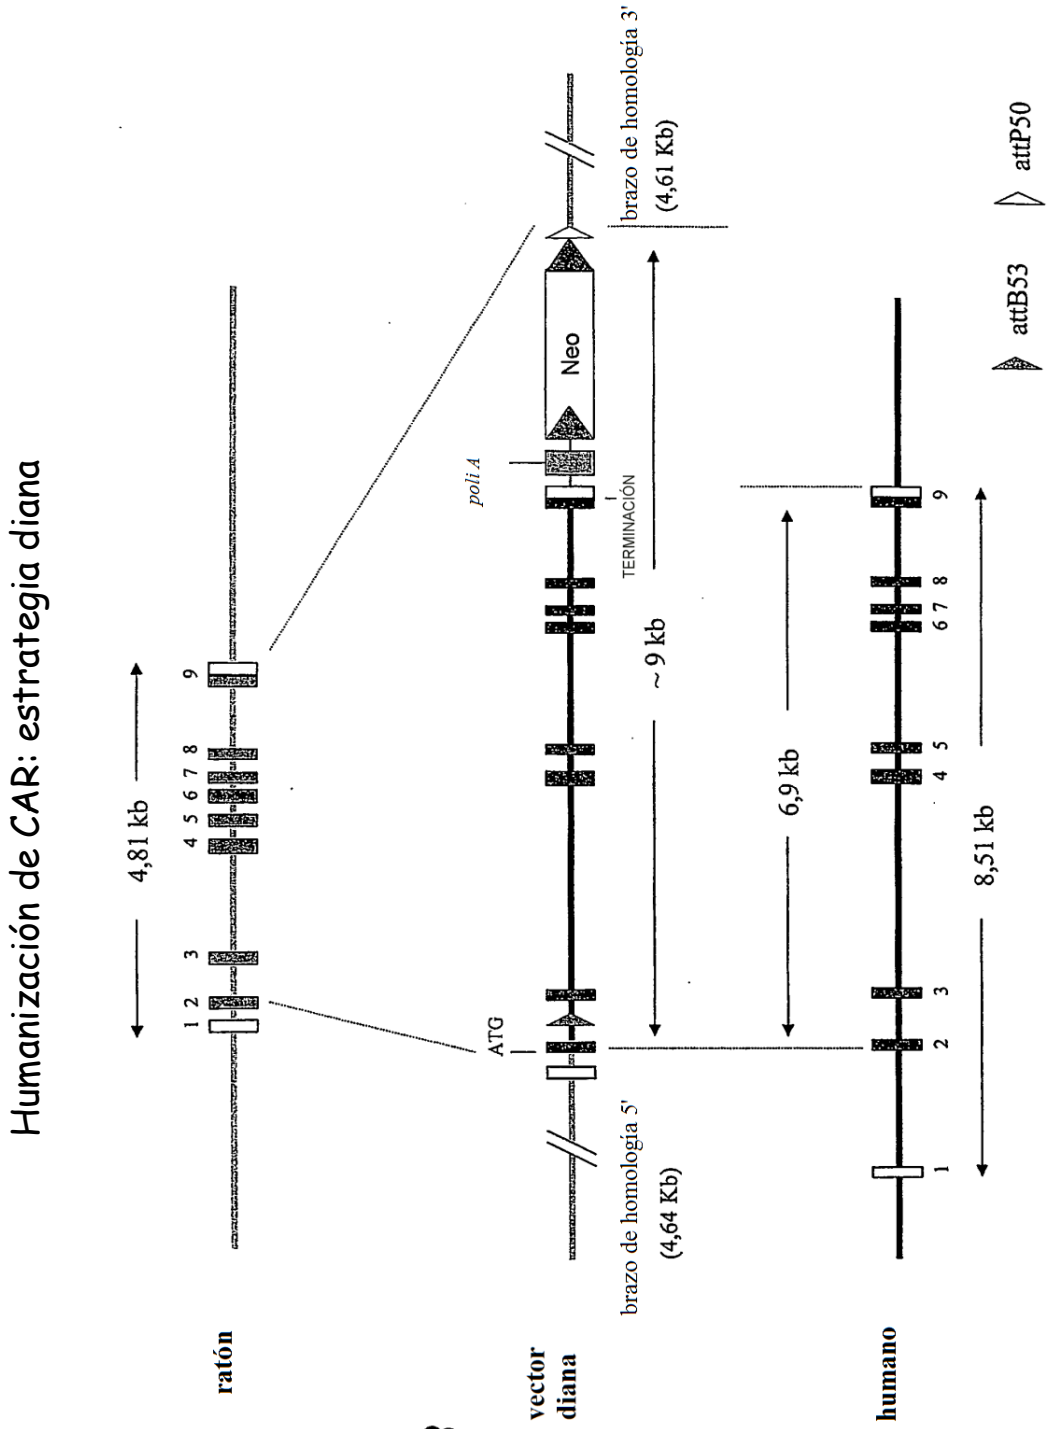 Humanización de CAR: estrategia diana
4,81 kb
1 2 3 4 5 6 7 8 9
ratón
ATG
poli A
Neo
vector
diana
TERMINACIÓN
brazo de homología 5'
(4,64 Kb)
~ 9 kb
brazo de homología 3'
(4,61 Kb)
6,9 kb
humano
1 2 3 4 5 6 7 8 9
8,51 kb
attB53
attP50